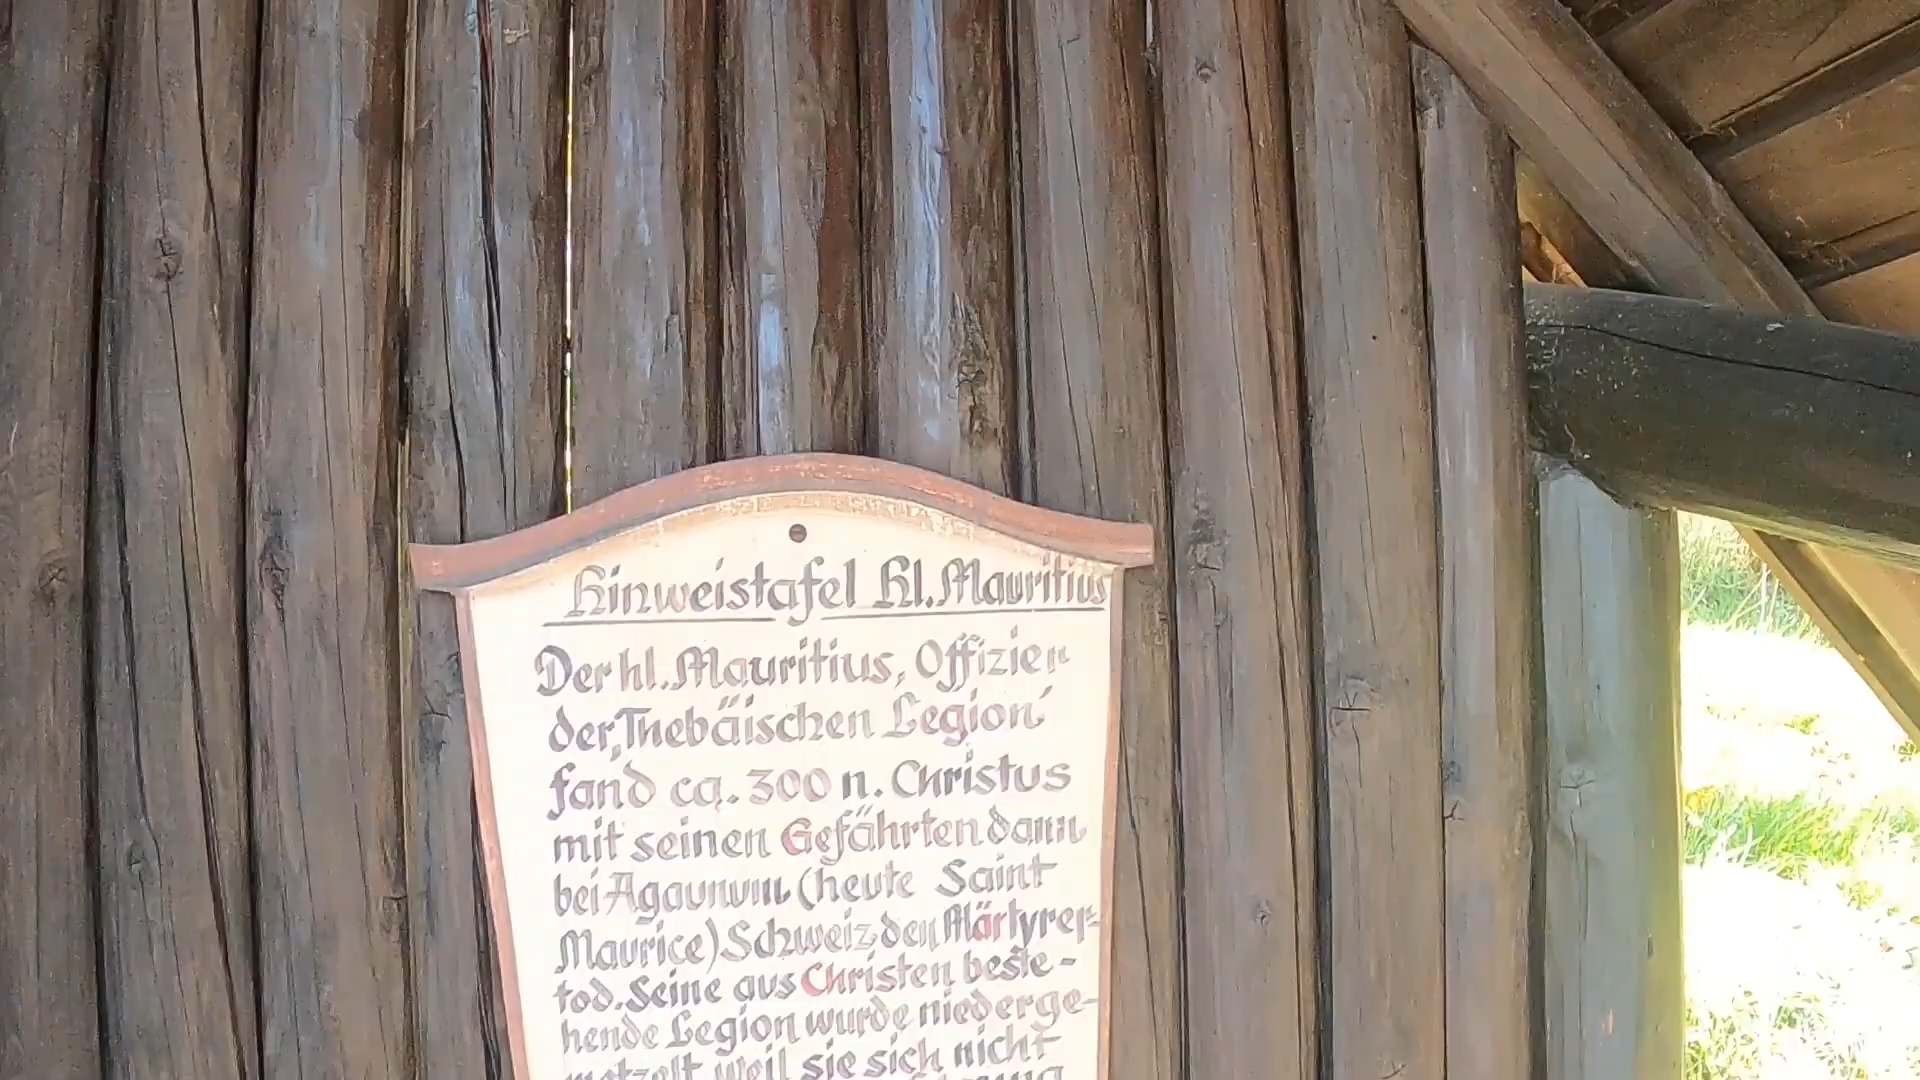 Hinweistafel Hl. Mauritius
Der hl. Mauritius, Offizier
der „Thebäischen Legion“
fand ca. 300 n. Christus
mit seinen Gefährten dann
bei Agaunum (heute Saint
Maurice) Schweiz den Märtyrer-
tod. Seine aus Christen beste-
hende Legion wurde niederge-
metzelt weil sie sich nicht